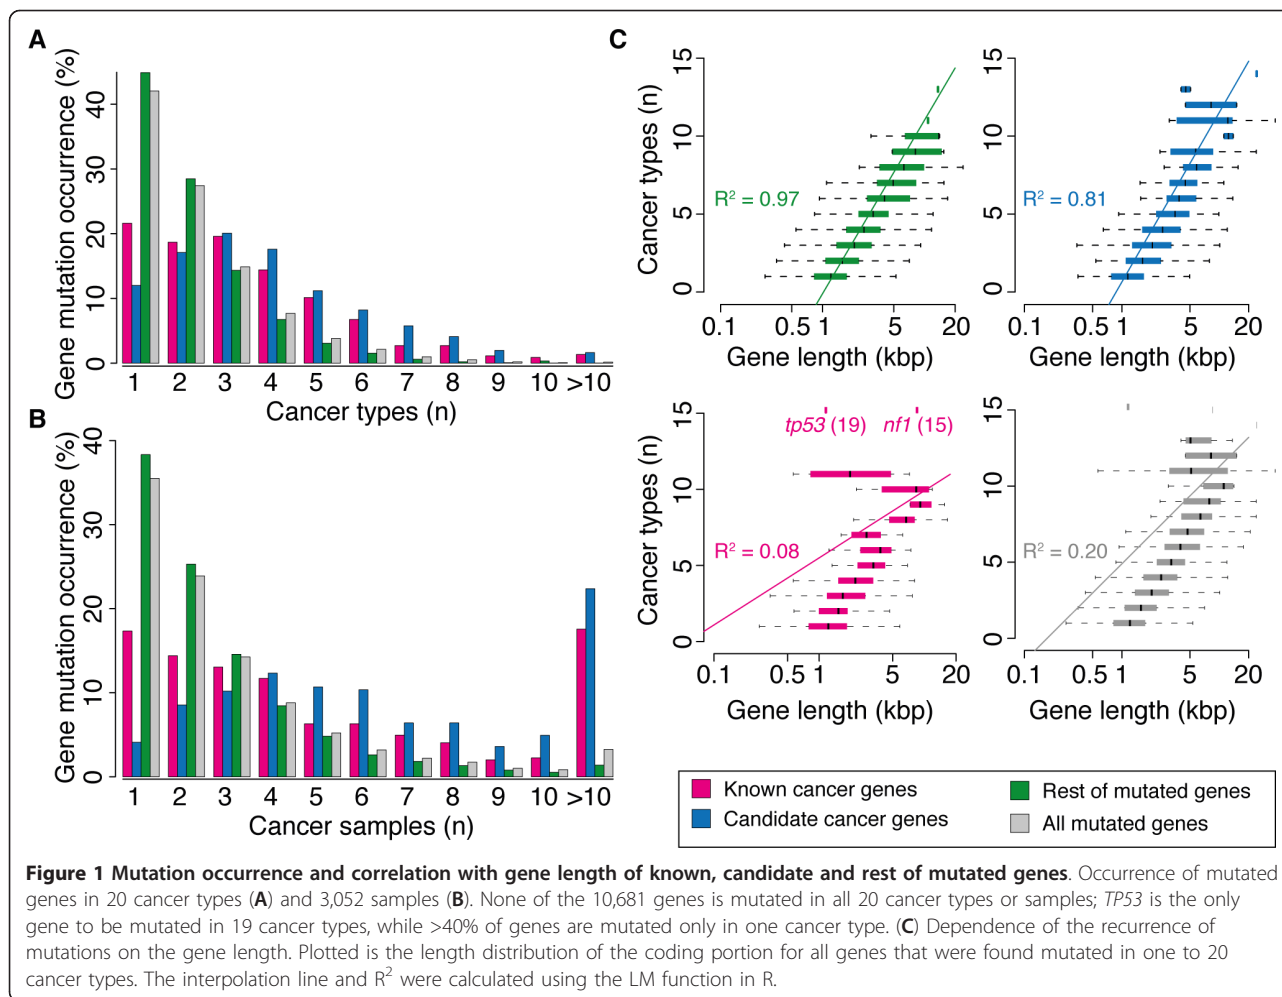 A
Gene mutation occurrence (%)
0 10 20 30 40
1 2 3 4 5 6 7 8 9 10 >10
Cancer types (n)
B
Gene mutation occurrence (%)
0 10 20 30 40
1 2 3 4 5 6 7 8 9 10 >10
Cancer samples (n)
C
Cancer types (n)
0 5 10 15
R² = 0.97
0.1 0.5 1 5 20
Gene length (kbp)
0 5 10 15
R² = 0.81
0.1 0.5 1 5 20
Gene length (kbp)
Cancer types (n)
0 5 10 15
tp53 (19) nf1 (15)
R² = 0.08
0.1 0.5 1 5 20
Gene length (kbp)
0 5 10 15
R² = 0.20
0.1 0.5 1 5 20
Gene length (kbp)
Known cancer genes
Candidate cancer genes
Rest of mutated genes
All mutated genes
Figure 1 Mutation occurrence and correlation with gene length of known, candidate and rest of mutated genes. Occurrence of mutated
genes in 20 cancer types (A) and 3,052 samples (B). None of the 10,681 genes is mutated in all 20 cancer types or samples; TP53 is the only
gene to be mutated in 19 cancer types, while >40% of genes are mutated only in one cancer type. (C) Dependence of the recurrence of
mutations on the gene length. Plotted is the length distribution of the coding portion for all genes that were found mutated in one to 20
cancer types. The interpolation line and R² were calculated using the LM function in R.